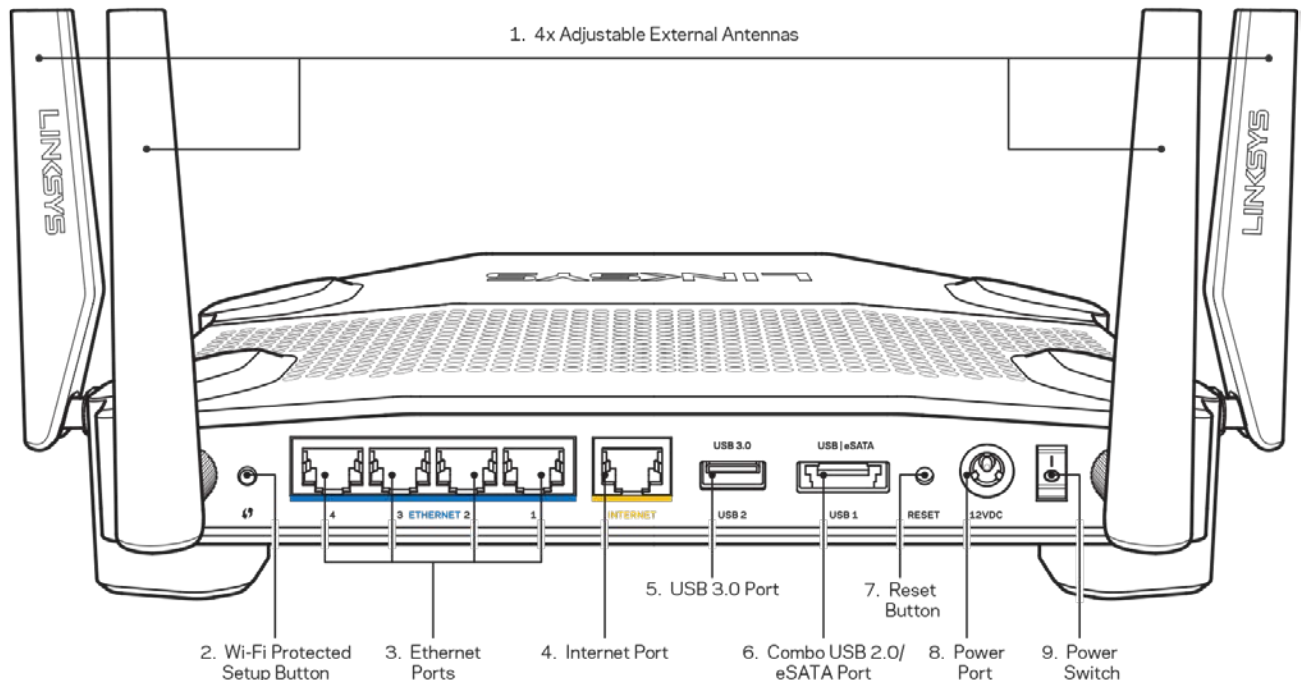 1. 4x Adjustable External Antennas
LINKSYS
LINKSYS
LINKSYS
USB 3.0
USB|eSATA
4
3 ETHERNET 2
1
INTERNET
USB 2
USB 1
RESET
12VDC
5. USB 3.0 Port
7. Reset
Button
2. Wi-Fi Protected
Setup Button
3. Ethernet
Ports
4. Internet Port
6. Combo USB 2.0/
eSATA Port
8. Power
Port
9. Power
Switch